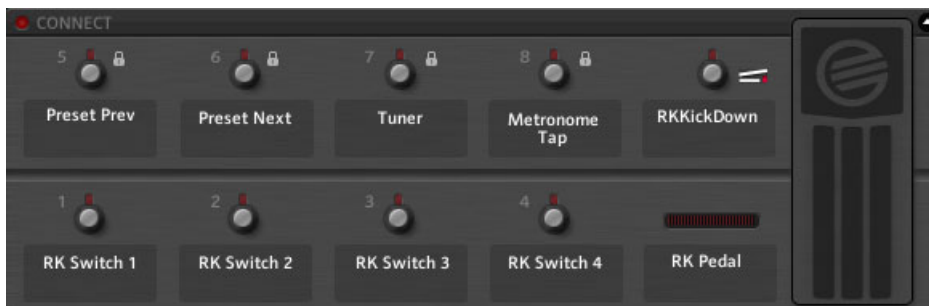 CONNECT
5 6 7 8
Preset Prev Preset Next Tuner Metronome Tap RKKickDown
1 2 3 4
RK Switch 1 RK Switch 2 RK Switch 3 RK Switch 4 RK Pedal